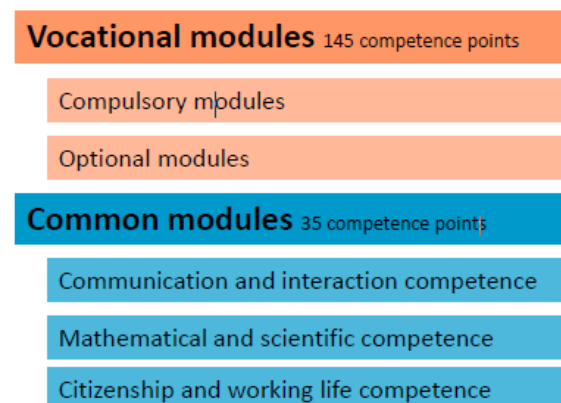 Vocational modules 145 competence points
Compulsory modules
Optional modules
Common modules 35 competence points
Communication and interaction competence
Mathematical and scientific competence
Citizenship and working life competence